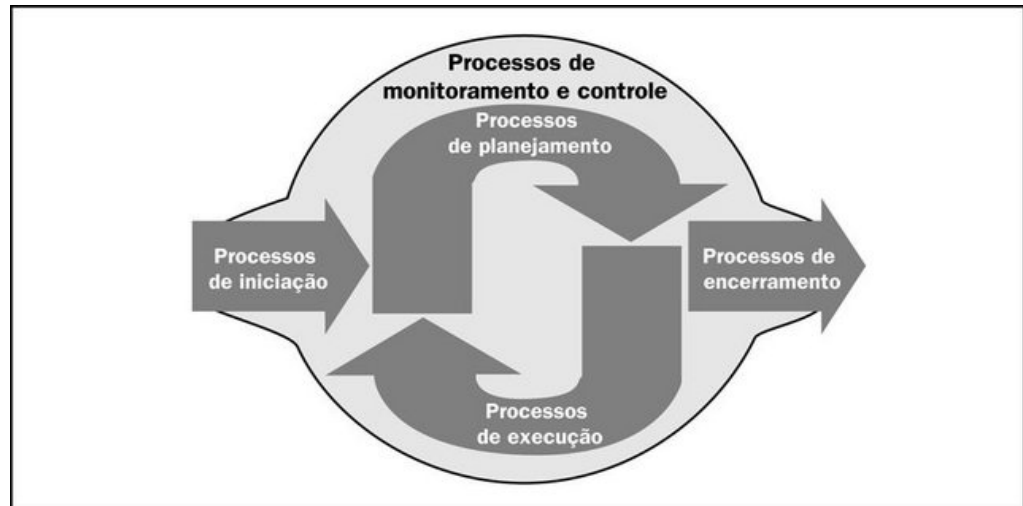 Processos de
monitoramento e controle
Processos
de planejamento
Processos
de iniciação
Processos de
encerramento
Processos
de execução